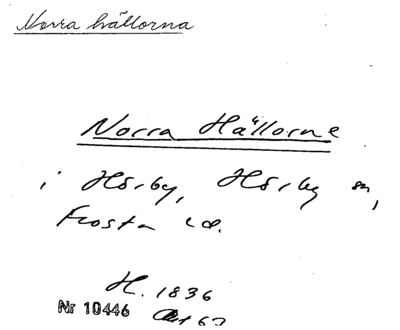 Norra hällorna
Norra Hällorne
i Hörby, Hörby sn,
Frosta hd.
H. 1836
Nr 10446